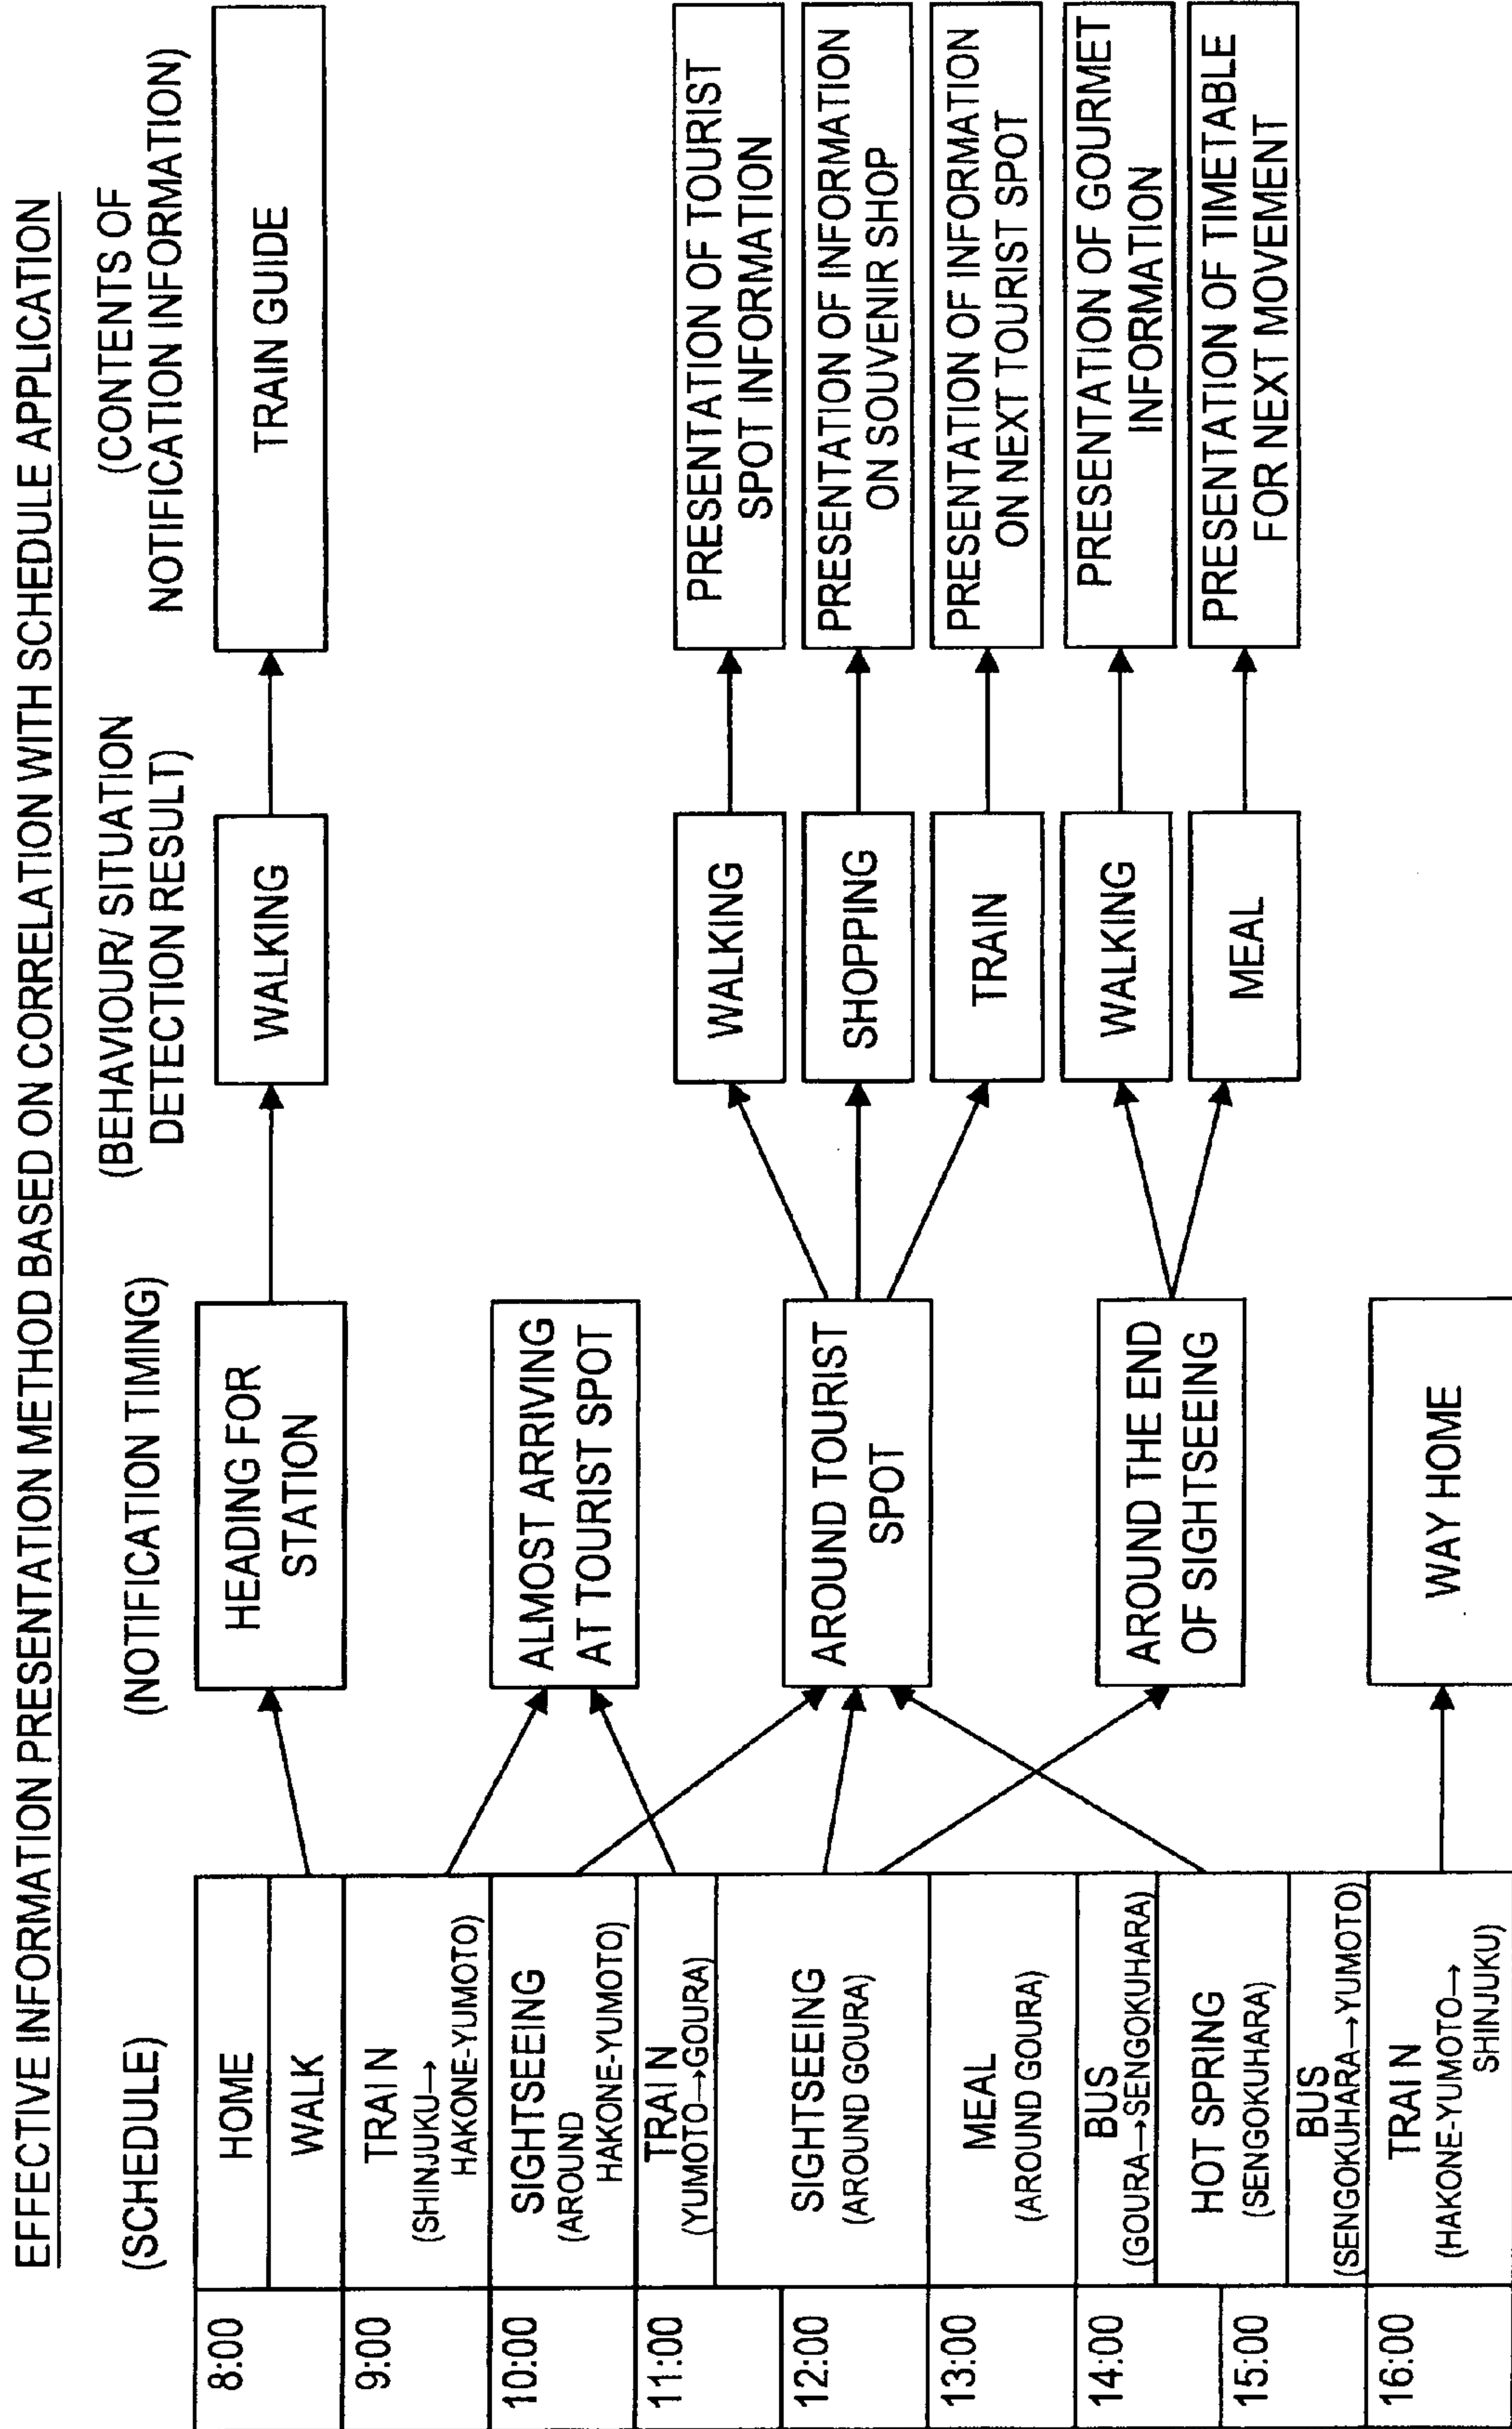 EFFECTIVE INFORMATION PRESENTATION METHOD BASED ON CORRELATION WITH SCHEDULE APPLICATION
(SCHEDULE)
(NOTIFICATION TIMING)
(BEHAVIOUR/ SITUATION
DETECTION RESULT)
(CONTENTS OF
NOTIFICATION INFORMATION)
8:00
9:00
10:00
11:00
12:00
13:00
14:00
15:00
16:00
HOME
WALK
TRAIN
(SHINJUKU→
HAKONE-YUMOTO)
SIGHTSEEING
(AROUND
HAKONE-YUMOTO)
TRAIN
(YUMOTO→GOURA)
SIGHTSEEING
(AROUND GOURA)
MEAL
(AROUND GOURA)
BUS
(GOURA→SENGOKUHARA)
HOT SPRING
(SENGOKUHARA)
BUS
(SENGOKUHARA→YUMOTO)
TRAIN
(HAKONE-YUMOTO→
SHINJUKU)
HEADING FOR
STATION
ALMOST ARRIVING
AT TOURIST SPOT
AROUND TOURIST
SPOT
AROUND THE END
OF SIGHTSEEING
WAY HOME
WALKING
WALKING
SHOPPING
TRAIN
WALKING
MEAL
TRAIN GUIDE
PRESENTATION OF TOURIST
SPOT INFORMATION
PRESENTATION OF INFORMATION
ON SOUVENIR SHOP
PRESENTATION OF INFORMATION
ON NEXT TOURIST SPOT
PRESENTATION OF GOURMET
INFORMATION
PRESENTATION OF TIMETABLE
FOR NEXT MOVEMENT